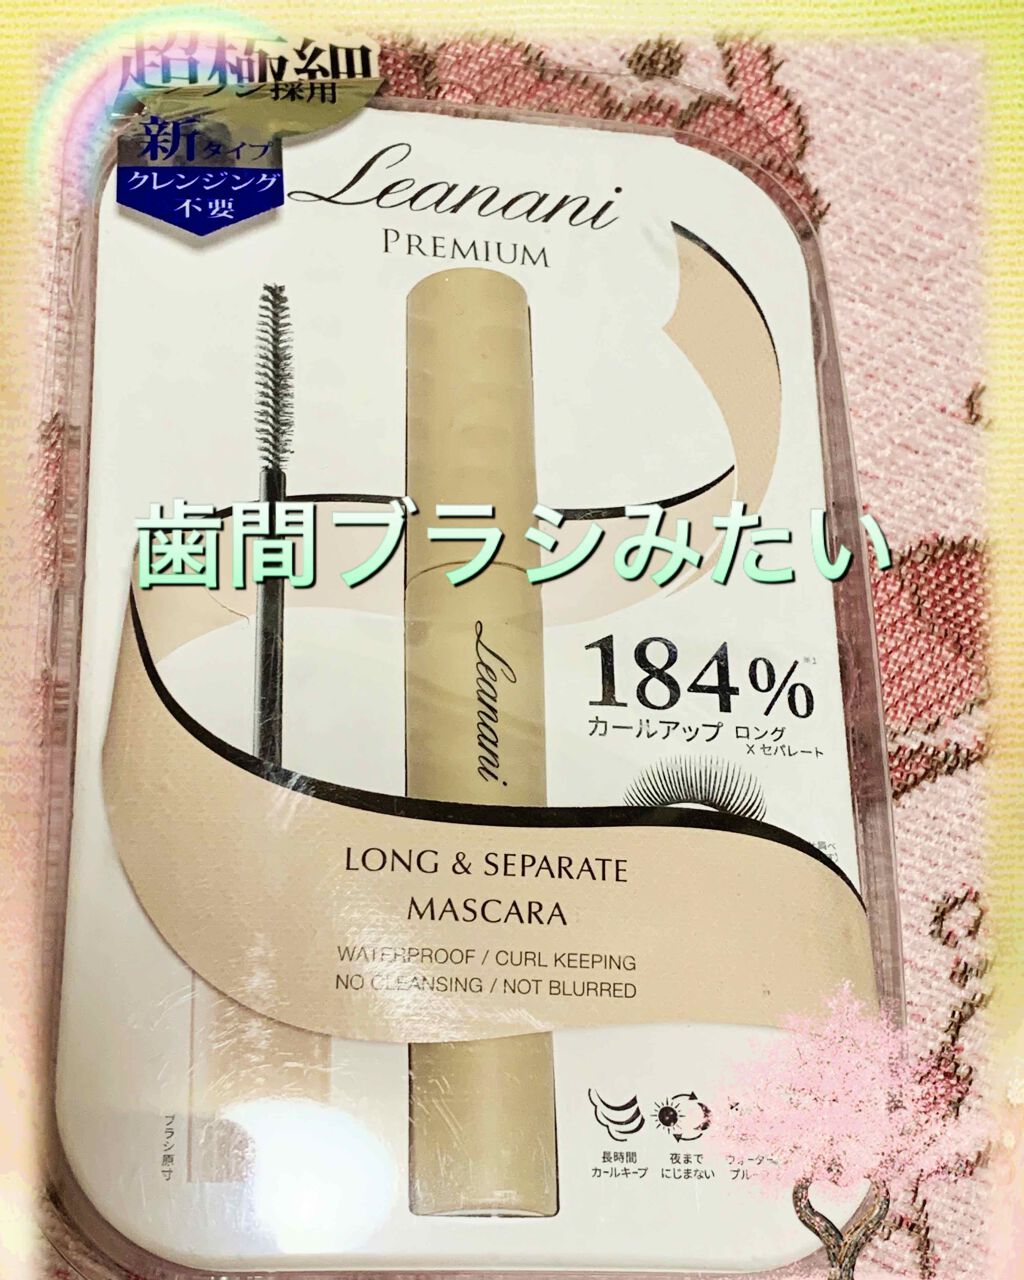 超極細
採用
新タイプ
クレンジング
不要
Leanani
PREMIUM
歯間ブラシみたい
Leanani
184%
※1
カールアップ ロング
×セパレート
LONG & SEPARATE
MASCARA
WATERPROOF / CURL KEEPING
NO CLEANSING / NOT BLURRED
ブラシ原寸
長時間
カールキープ
夜まで
にじまない